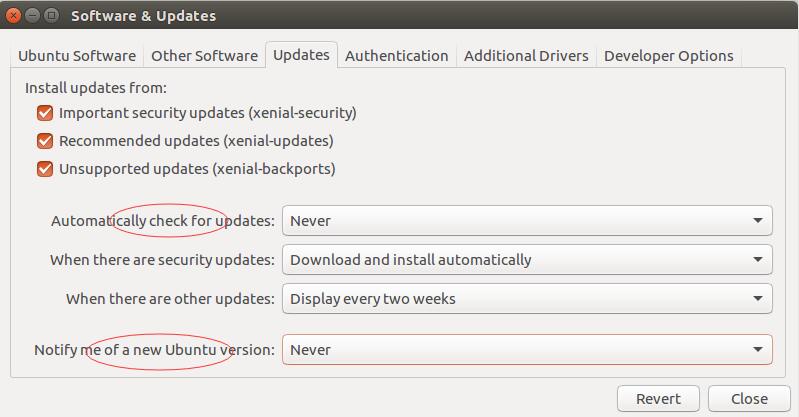 Software & Updates
Ubuntu Software Other Software Updates Authentication Additional Drivers Developer Options
Install updates from:
Important security updates (xenial-security)
Recommended updates (xenial-updates)
Unsupported updates (xenial-backports)
Automatically check for updates: Never
When there are security updates: Download and install automatically
When there are other updates: Display every two weeks
Notify me of a new Ubuntu version: Never
Revert Close